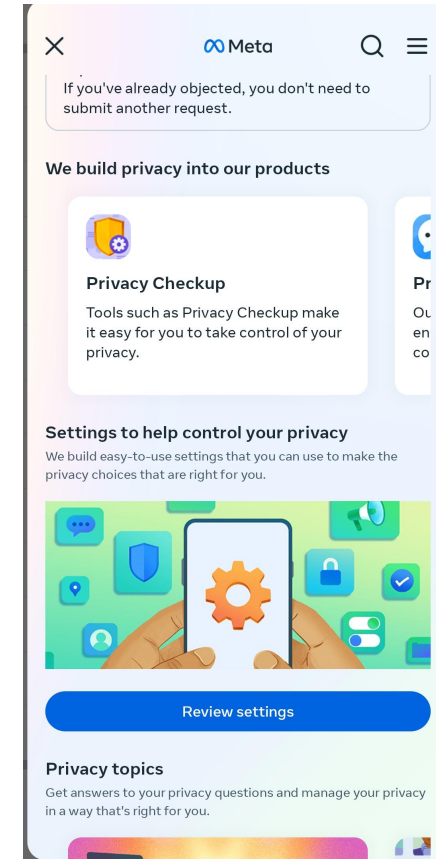 Meta
If you've already objected, you don't need to
submit another request.
We build privacy into our products
Privacy Checkup
Tools such as Privacy Checkup make
it easy for you to take control of your
privacy.
Pr
Ou
en
co
Settings to help control your privacy
We build easy-to-use settings that you can use to make the
privacy choices that are right for you.
Review settings
Privacy topics
Get answers to your privacy questions and manage your privacy
in a way that's right for you.